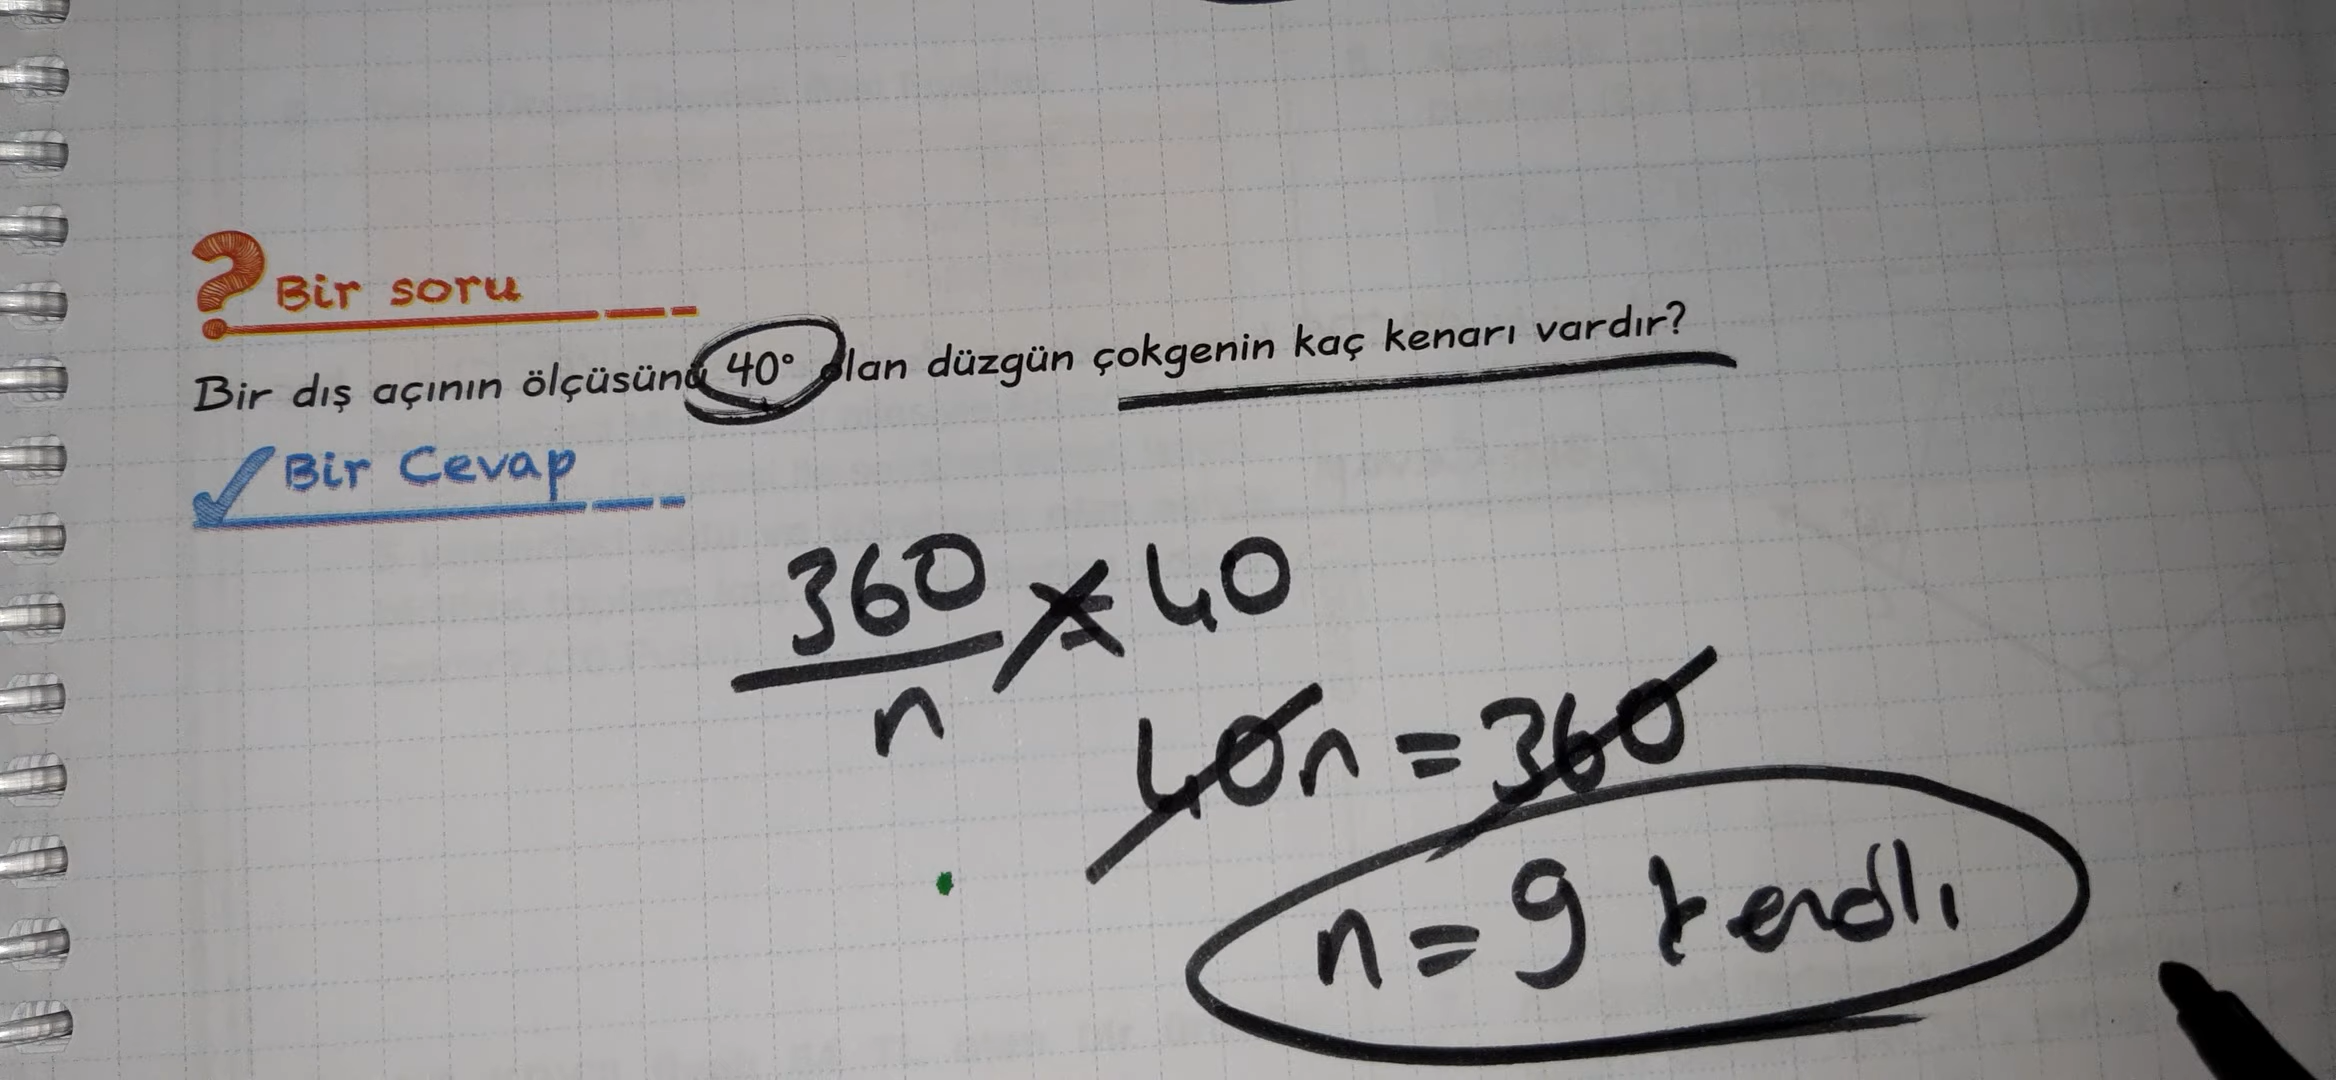 ? Bir soru
Bir dış açının ölçüsünü 40° olan düzgün çokgenin kaç kenarı vardır?
Bir Cevap
360/n = 40
40n = 360
n = 9